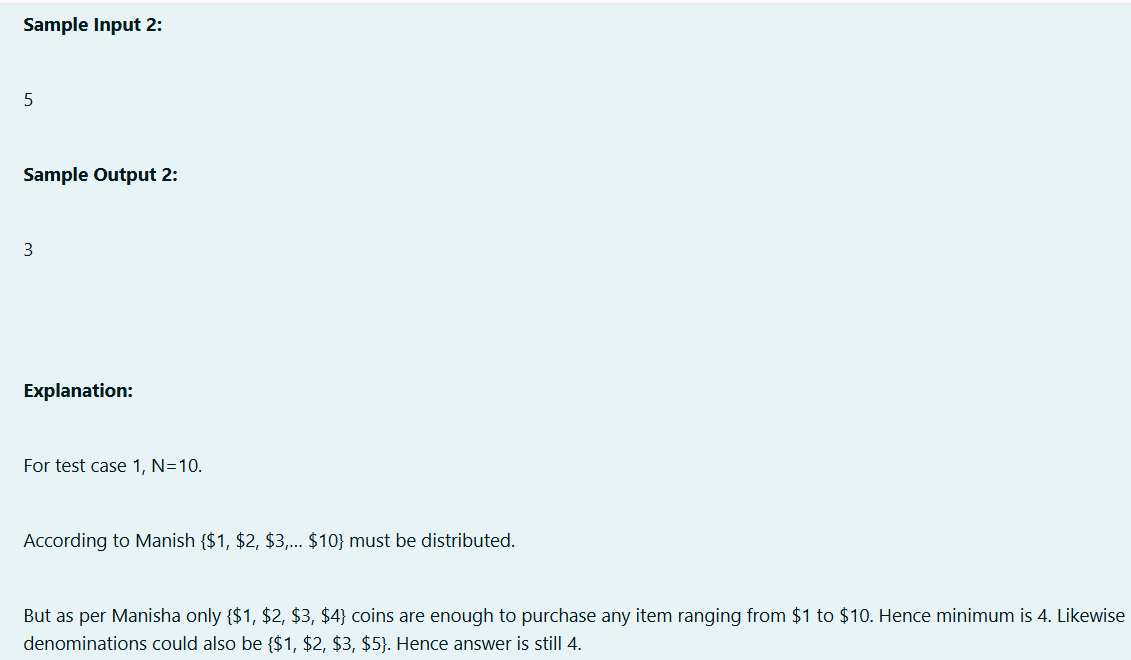 Sample Input 2:
5
Sample Output 2:
3
Explanation:
For test case 1, N=10.
According to Manish {$1, $2, $3,... $10} must be distributed.
But as per Manisha only {$1, $2, $3, $4} coins are enough to purchase any item ranging from $1 to $10. Hence minimum is 4. Likewise
denominations could also be {$1, $2, $3, $5}. Hence answer is still 4.